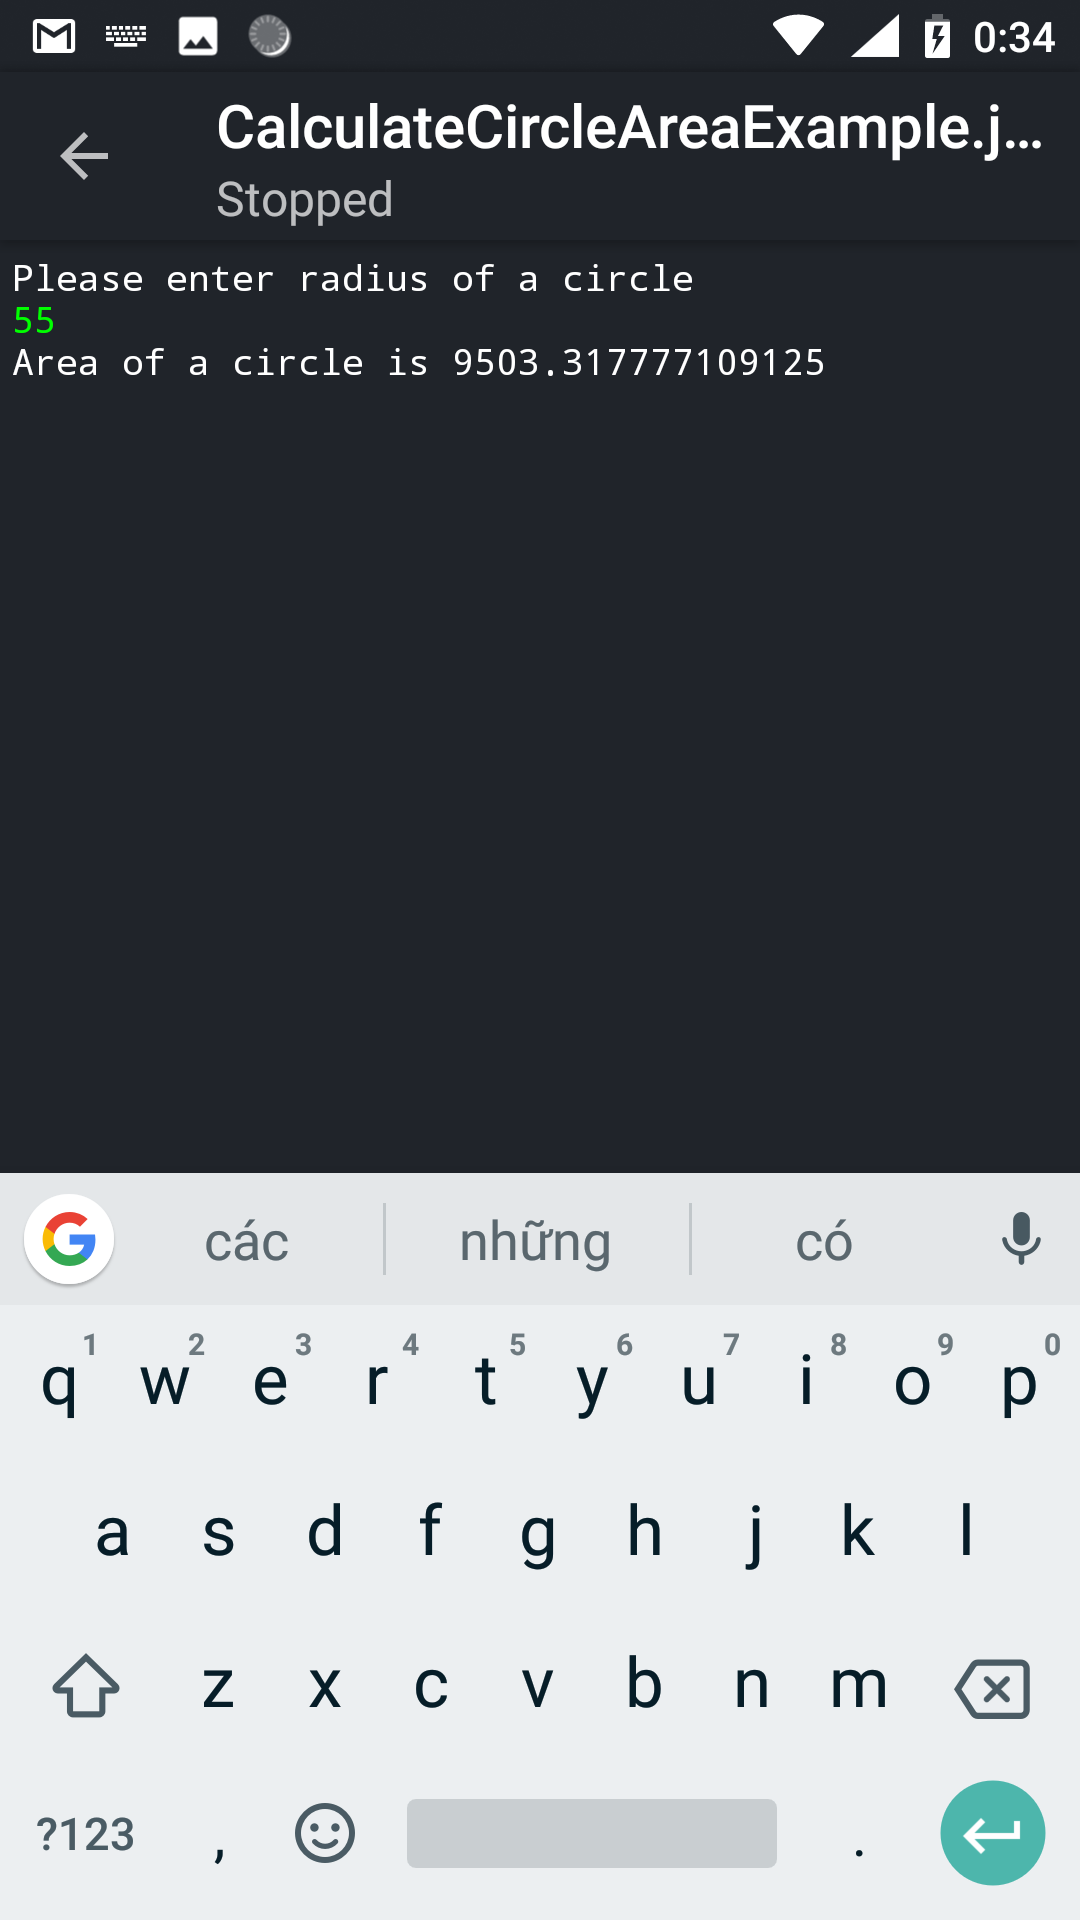 0:34
CalculateCircleAreaExample.j...
Stopped
Please enter radius of a circle
55
Area of a circle is 9503.317777109125
các những có
1 2 3 4 5 6 7 8 9 0
q w e r t y u i o p
a s d f g h j k l
z x c v b n m
?123 , .